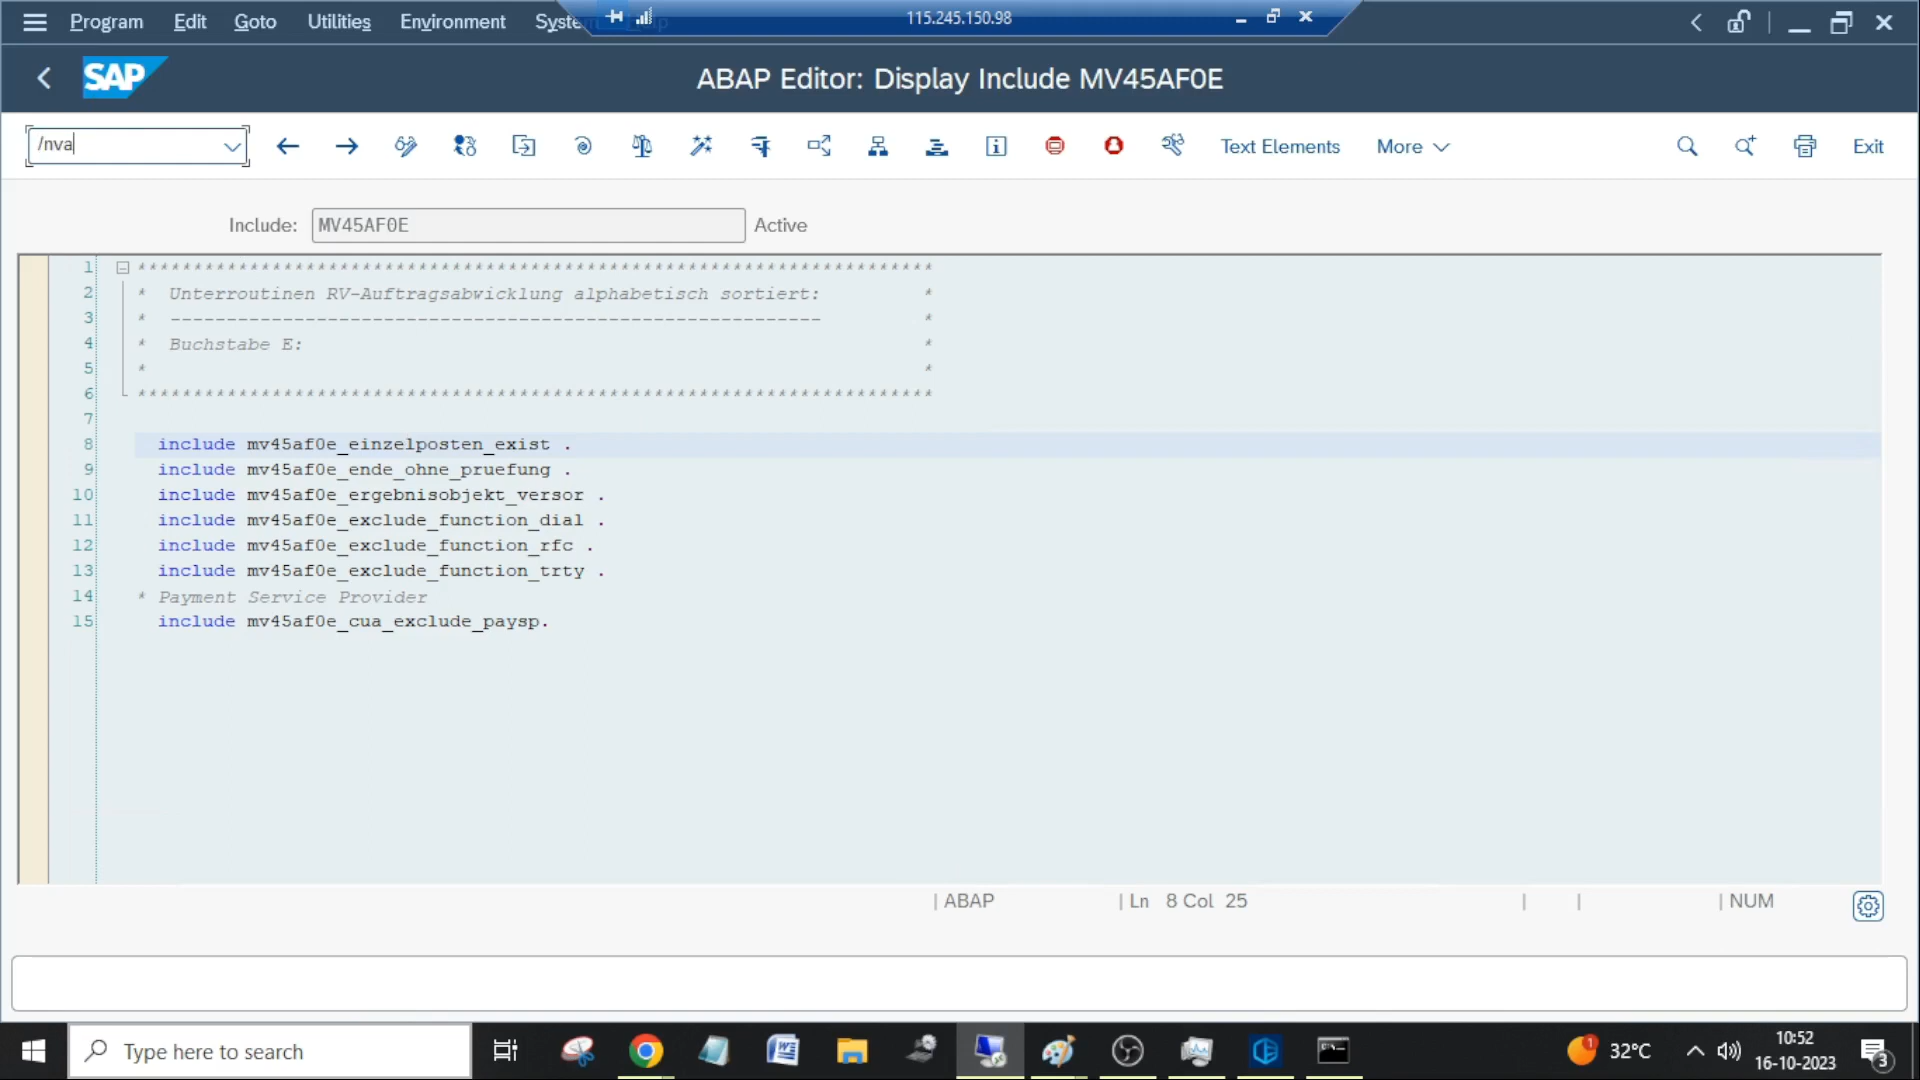 Program Edit Goto Utilities Environment Syste
115.245.150.98
SAP
ABAP Editor: Display Include MV45AF0E
/nva
Text Elements More Exit
Include: MV45AF0E Active
1 **********************************************************************
2 * Unterroutinen RV-Auftragsabwicklung alphabetisch sortiert: *
3 * ---------------------------------------------------------- *
4 * Buchstabe E: *
5 * *
6 **********************************************************************
7
8 include mv45af0e_einzelposten_exist .
9 include mv45af0e_ende_ohne_pruefung .
10 include mv45af0e_ergebnisobjekt_versor .
11 include mv45af0e_exclude_function_dial .
12 include mv45af0e_exclude_function_rfc .
13 include mv45af0e_exclude_function_trty .
14 * Payment Service Provider
15 include mv45af0e_cua_exclude_paysp.
| ABAP | Ln 8 Col 25 | | | NUM
Type here to search
1 32°C
10:52
16-10-2023
3